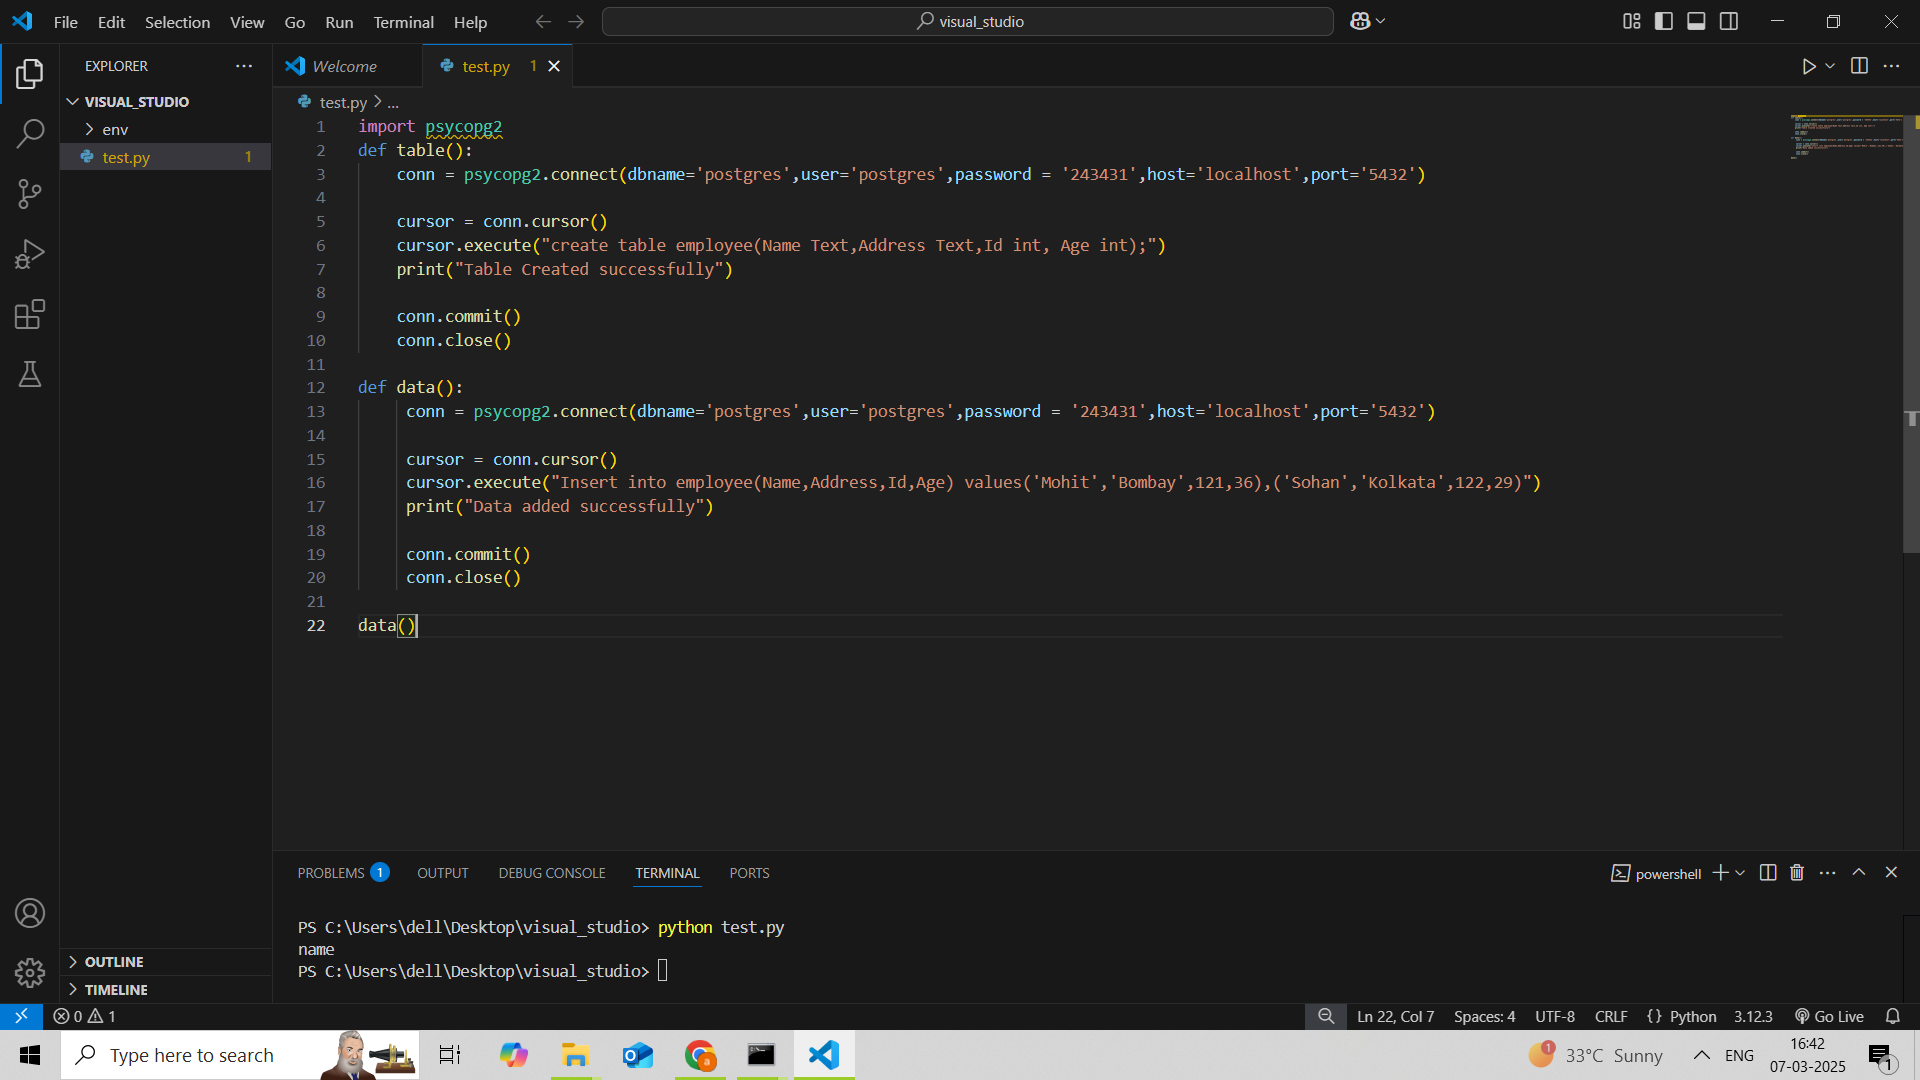 File Edit Selection View Go Run Terminal Help
visual_studio
EXPLORER
VISUAL_STUDIO
env
test.py 1
OUTLINE
TIMELINE
Welcome
test.py 1
test.py > ...
1 import psycopg2
2 def table():
3 conn = psycopg2.connect(dbname='postgres',user='postgres',password = '243431',host='localhost',port='5432')
4
5 cursor = conn.cursor()
6 cursor.execute("create table employee(Name Text,Address Text,Id int, Age int);")
7 print("Table Created successfully")
8
9 conn.commit()
10 conn.close()
11
12 def data():
13 conn = psycopg2.connect(dbname='postgres',user='postgres',password = '243431',host='localhost',port='5432')
14
15 cursor = conn.cursor()
16 cursor.execute("Insert into employee(Name,Address,Id,Age) values('Mohit','Bombay',121,36),('Sohan','Kolkata',122,29)")
17 print("Data added successfully")
18
19 conn.commit()
20 conn.close()
21
22 data()
PROBLEMS 1 OUTPUT DEBUG CONSOLE TERMINAL PORTS
powershell
PS C:\Users\dell\Desktop\visual_studio> python test.py
name
PS C:\Users\dell\Desktop\visual_studio>
0 1
Ln 22, Col 7 Spaces: 4 UTF-8 CRLF {} Python 3.12.3 Go Live
Type here to search
1
33°C Sunny
ENG
16:42
07-03-2025
1